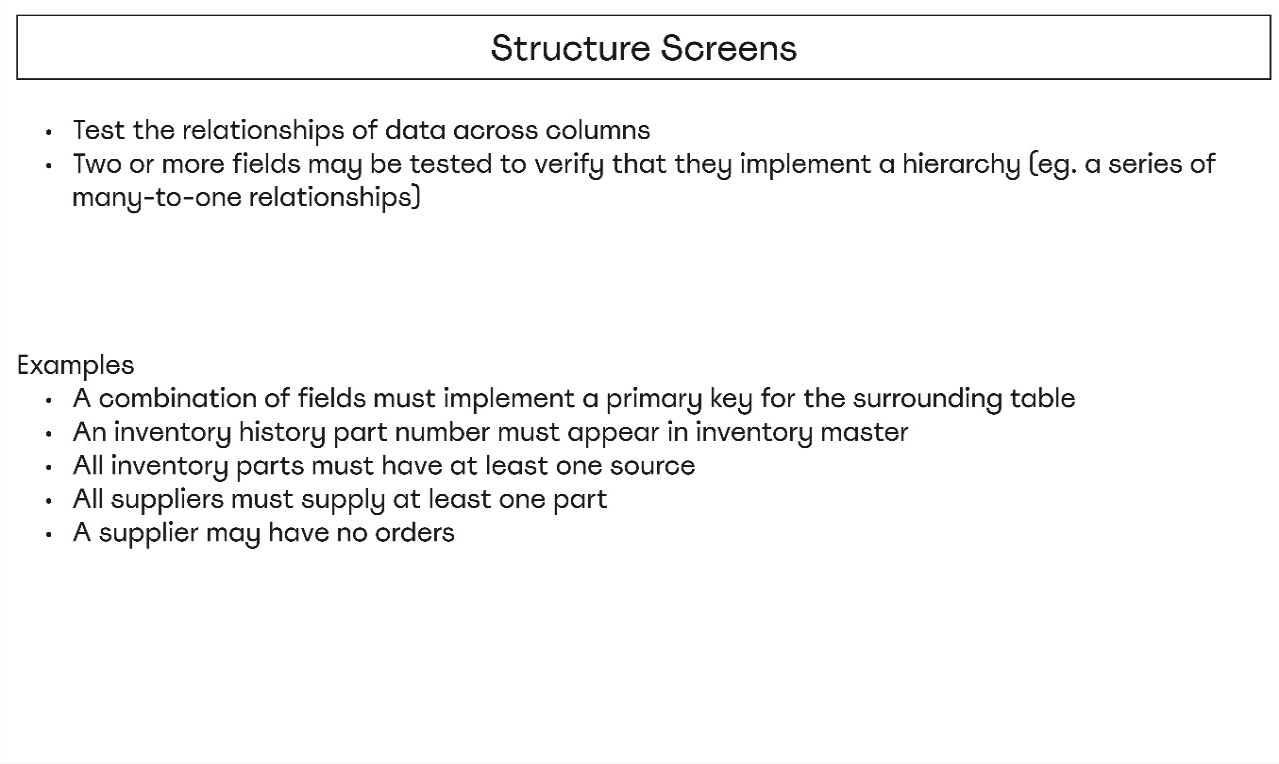 Structure Screens
• Test the relationships of data across columns
• Two or more fields may be tested to verify that they implement a hierarchy (eg. a series of
many-to-one relationships)
Examples
• A combination of fields must implement a primary key for the surrounding table
• An inventory history part number must appear in inventory master
• All inventory parts must have at least one source
• All suppliers must supply at least one part
• A supplier may have no orders